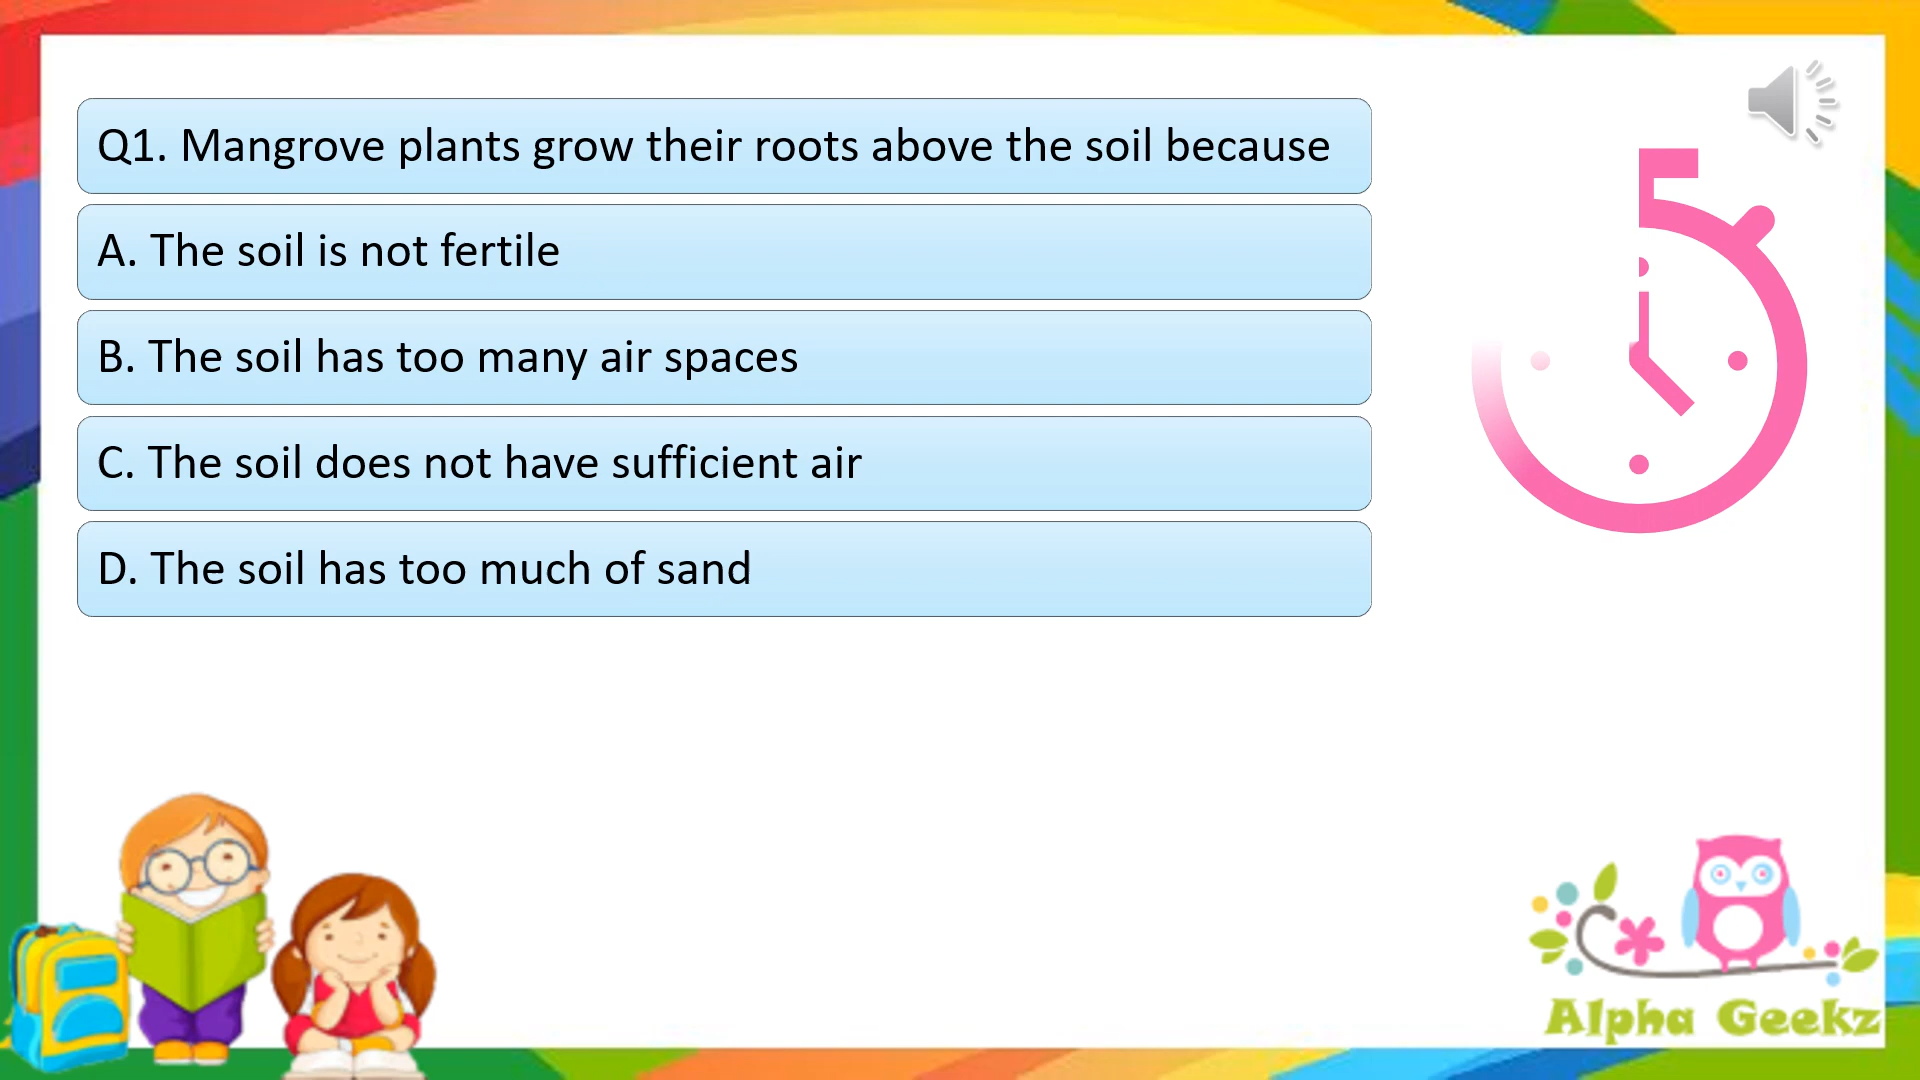 Q1. Mangrove plants grow their roots above the soil because
A. The soil is not fertile
B. The soil has too many air spaces
C. The soil does not have sufficient air
D. The soil has too much of sand
Alpha Geekz